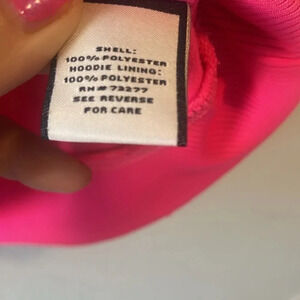 SHELL:
100% POLYESTER
HOODIE LINING:
100% POLYESTER
RN# 73277
SEE REVERSE
FOR CARE